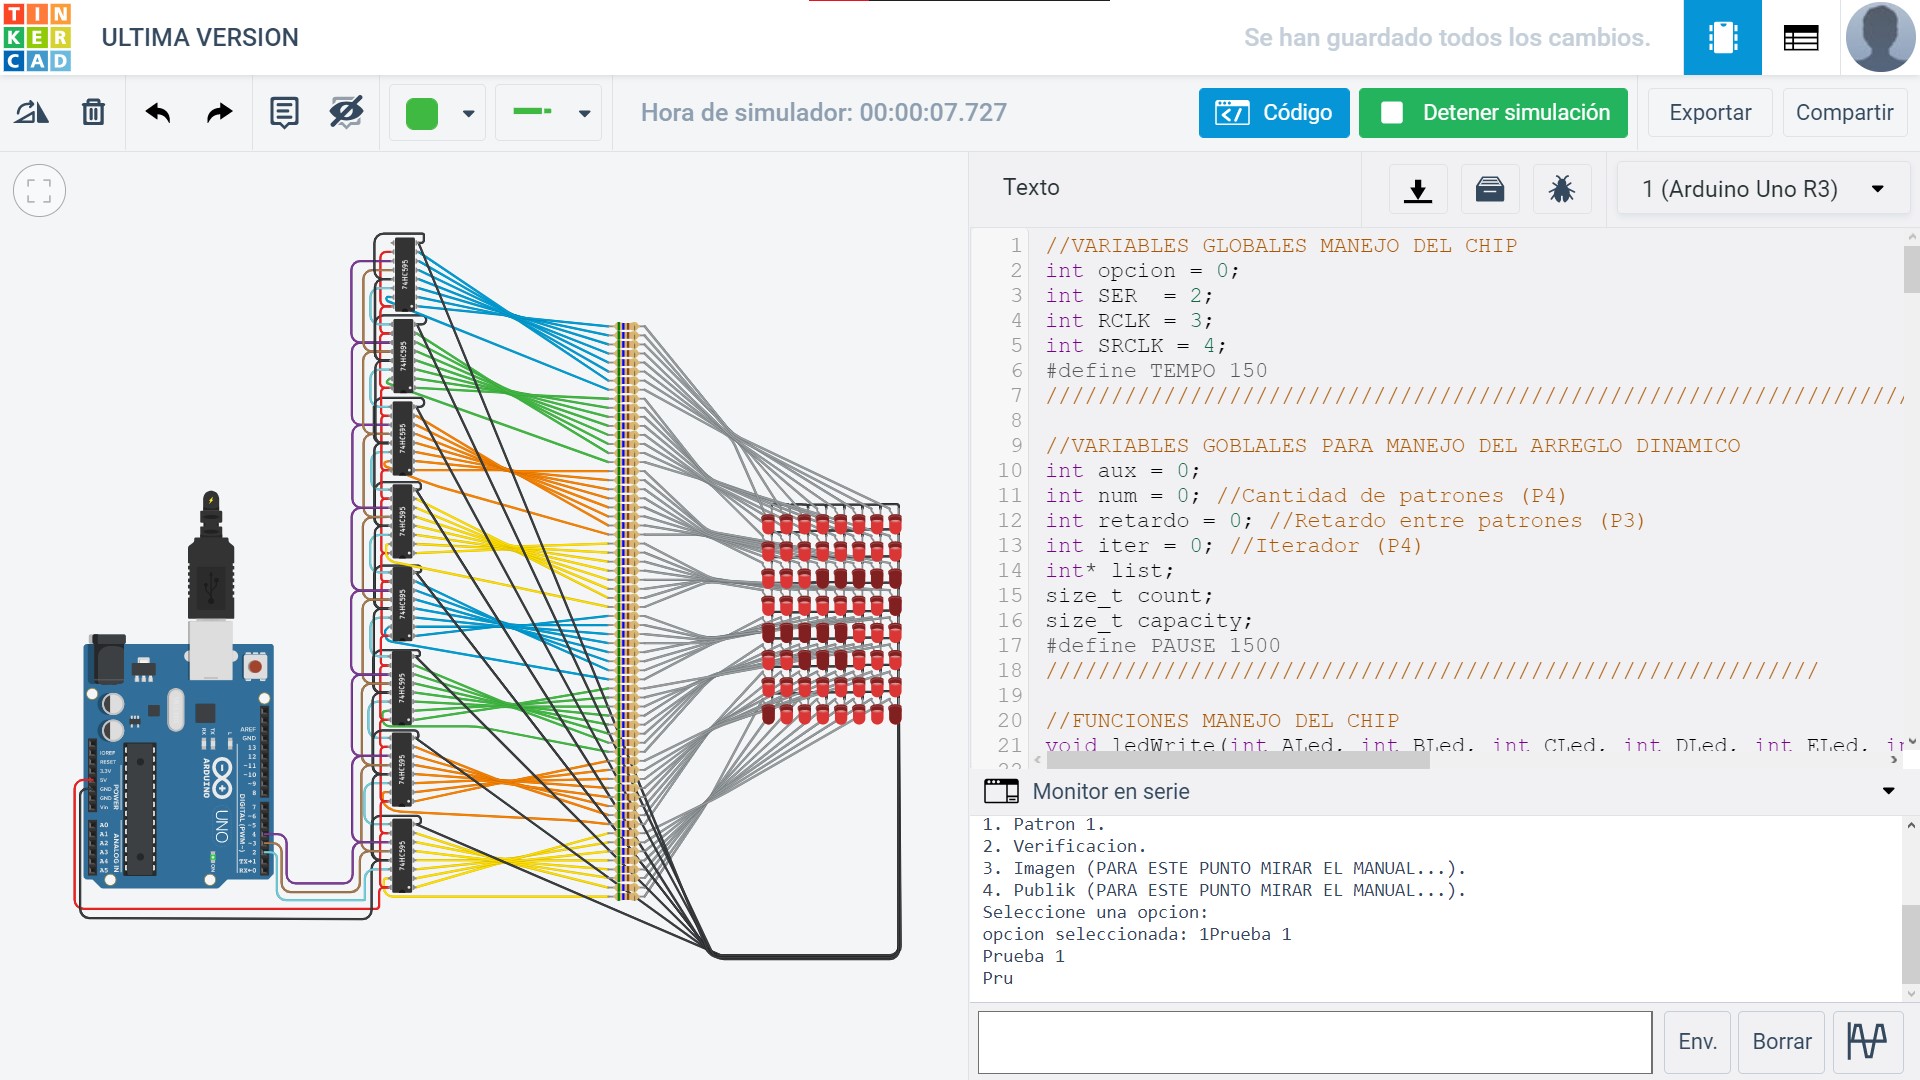 TIN
KER
CAD
ULTIMA VERSION
Se han guardado todos los cambios.
Hora de simulador: 00:00:07.727
Código
Detener simulación
Exportar
Compartir
Texto
1 (Arduino Uno R3)
1 //VARIABLES GLOBALES MANEJO DEL CHIP
2 int opcion = 0;
3 int SER  = 2;
4 int RCLK = 3;
5 int SRCLK = 4;
6 #define TEMPO 150
7 //////////////////////////////////////////////////////////////////
8
9 //VARIABLES GOBLALES PARA MANEJO DEL ARREGLO DINAMICO
10 int aux = 0;
11 int num = 0; //Cantidad de patrones (P4)
12 int retardo = 0; //Retardo entre patrones (P3)
13 int iter = 0; //Iterador (P4)
14 int* list;
15 size_t count;
16 size_t capacity;
17 #define PAUSE 1500
18 ///////////////////////////////////////////////////////////
19
20 //FUNCIONES MANEJO DEL CHIP
21 void ledWrite(int ALed, int BLed, int CLed, int DLed, int ELed, in
Monitor en serie
1. Patron 1.
2. Verificacion.
3. Imagen (PARA ESTE PUNTO MIRAR EL MANUAL...).
4. Publik (PARA ESTE PUNTO MIRAR EL MANUAL...).
Seleccione una opcion:
opcion seleccionada: 1Prueba 1
Prueba 1
Pru
Env.
Borrar
74HC595
74HC595
74HC595
74HC595
74HC595
74HC595
74HC595
74HC595
ARDUINO
UNO
IOREF
RESET
3.3V
5V
GND
GND
Vin
POWER
A0
A1
A2
A3
A4
A5
ANALOG IN
AREF
GND
13
12
~11
~10
~9
8
7
~6
~5
4
~3
2
TX→1
RX←0
DIGITAL (PWM~)